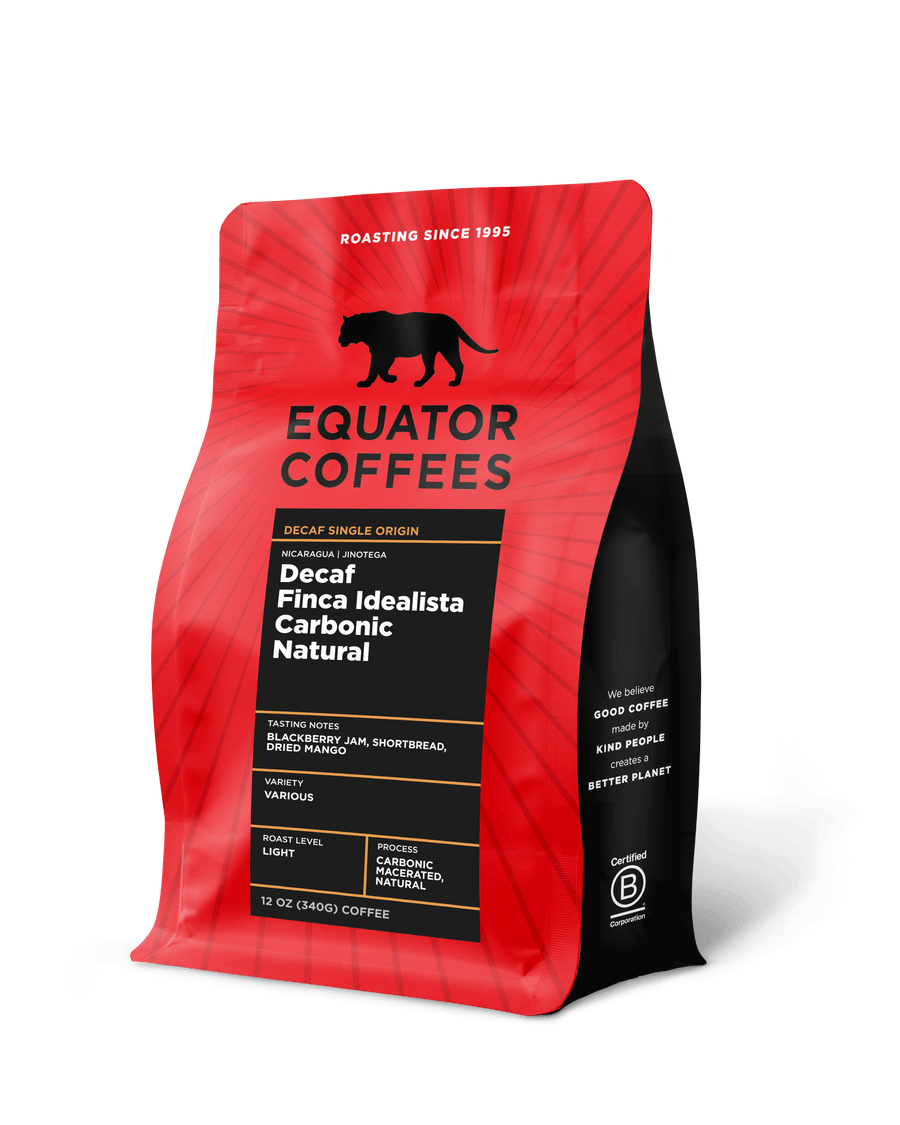 ROASTING SINCE 1995
EQUATOR
COFFEES
DECAF SINGLE ORIGIN
NICARAGUA | JINOTEGA
Decaf
Finca Idealista
Carbonic
Natural
TASTING NOTES
BLACKBERRY JAM, SHORTBREAD,
DRIED MANGO
VARIETY
VARIOUS
ROAST LEVEL
LIGHT
PROCESS
CARBONIC
MACERATED,
NATURAL
12 OZ (340G) COFFEE
We believe
GOOD COFFEE
made by
KIND PEOPLE
creates a
BETTER PLANET
Certified
B
Corporation